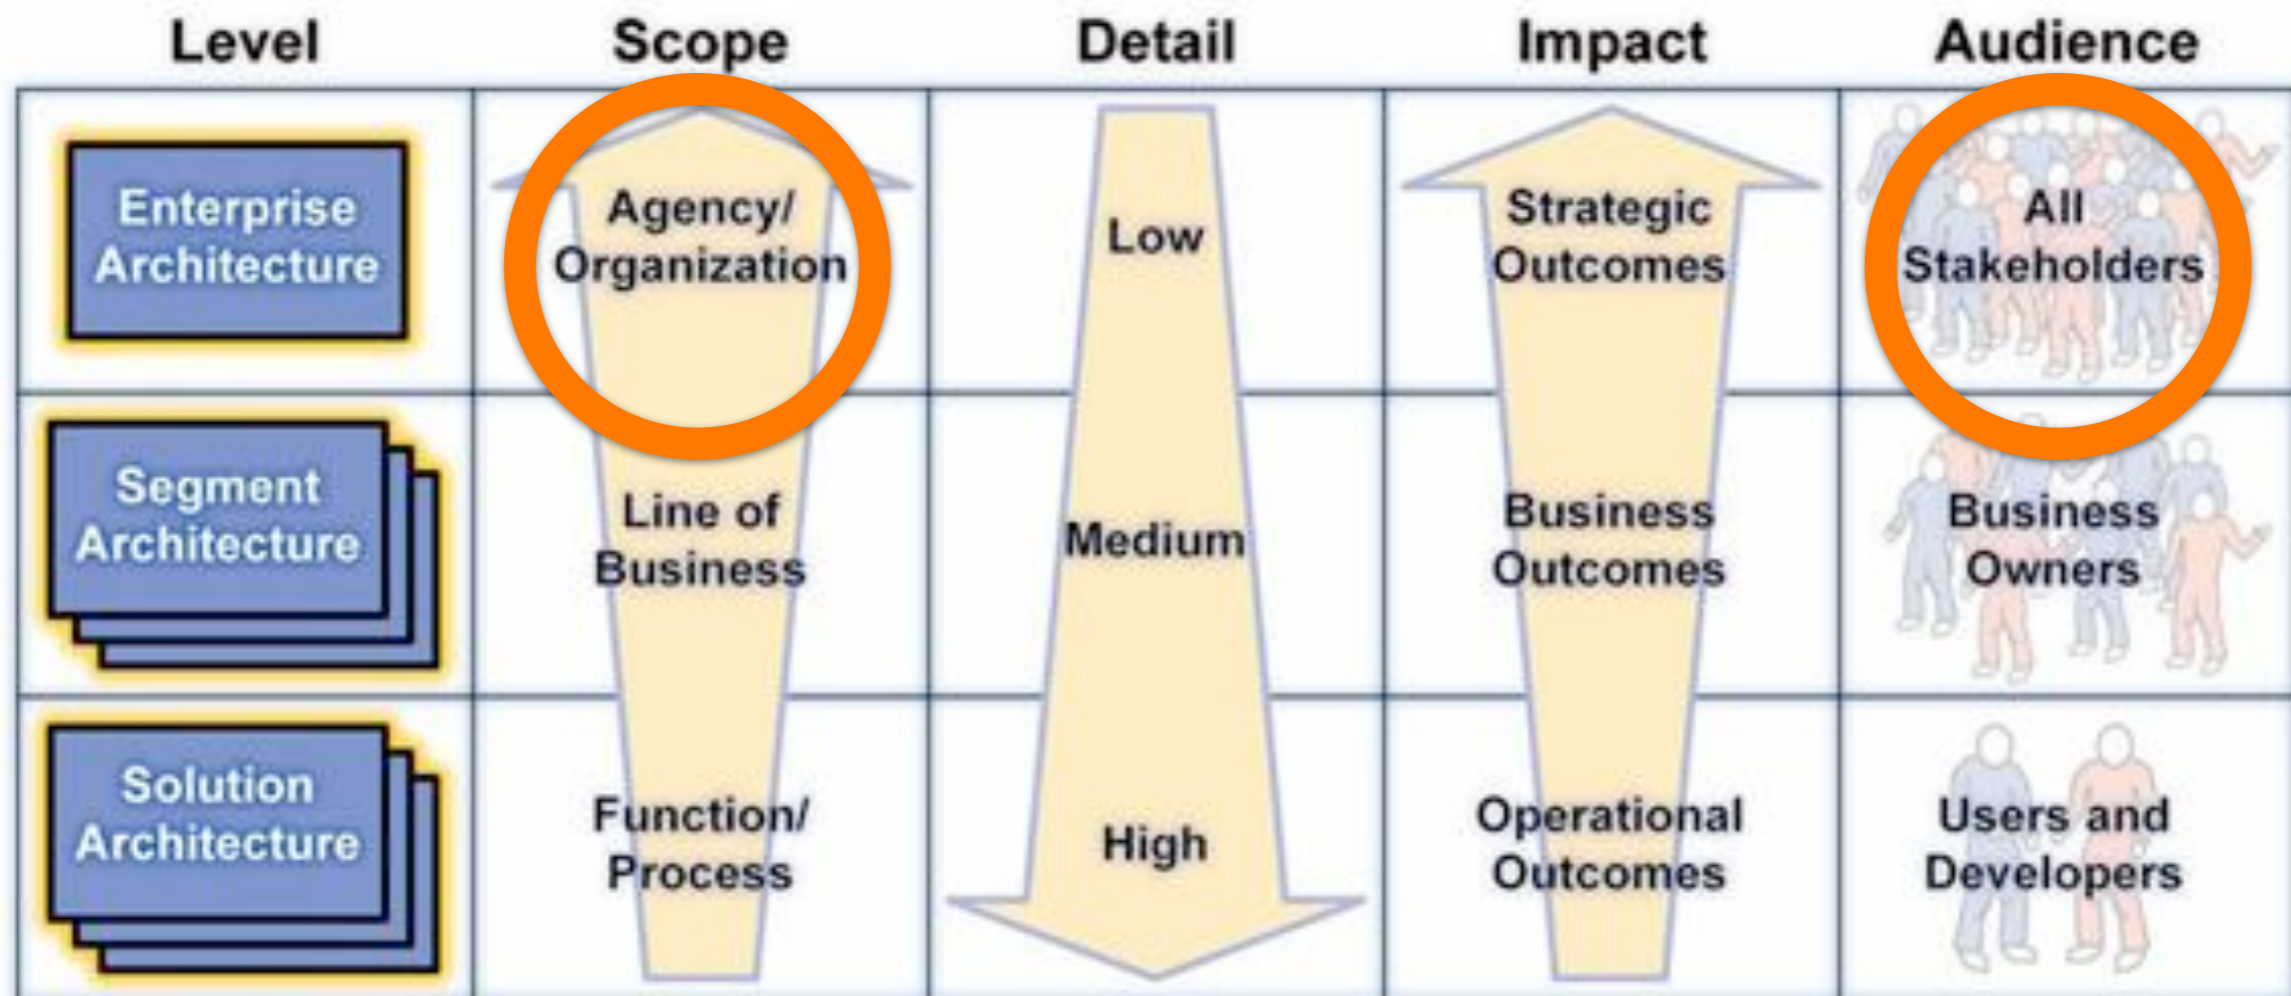 Level Scope Detail Impact Audience
Enterprise
Architecture
Agency/
Organization
Low
Strategic
Outcomes
All
Stakeholders
Segment
Architecture
Line of
Business
Medium
Business
Outcomes
Business
Owners
Solution
Architecture
Function/
Process
High
Operational
Outcomes
Users and
Developers